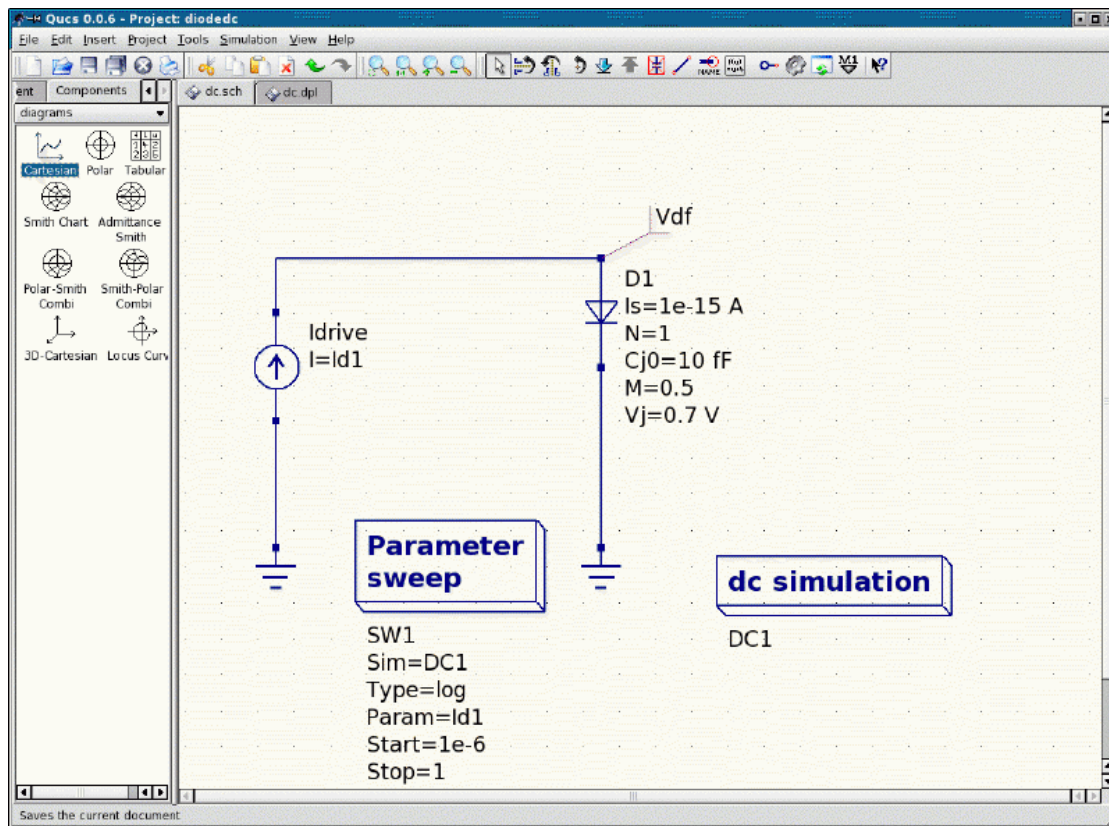 Qucs 0.0.6 - Project: diodedc
File Edit Insert Project Tools Simulation View Help
NAME
ent Components
dc.sch dc.dpl
diagrams
Cartesian Polar Tabular
Smith Chart Admittance
Smith
Polar-Smith Smith-Polar
Combi Combi
3D-Cartesian Locus Curv
Vdf
D1
Is=1e-15 A
N=1
Cj0=10 fF
M=0.5
Vj=0.7 V
Idrive
I=Id1
Parameter
sweep
SW1
Sim=DC1
Type=log
Param=Id1
Start=1e-6
Stop=1
dc simulation
DC1
Saves the current document